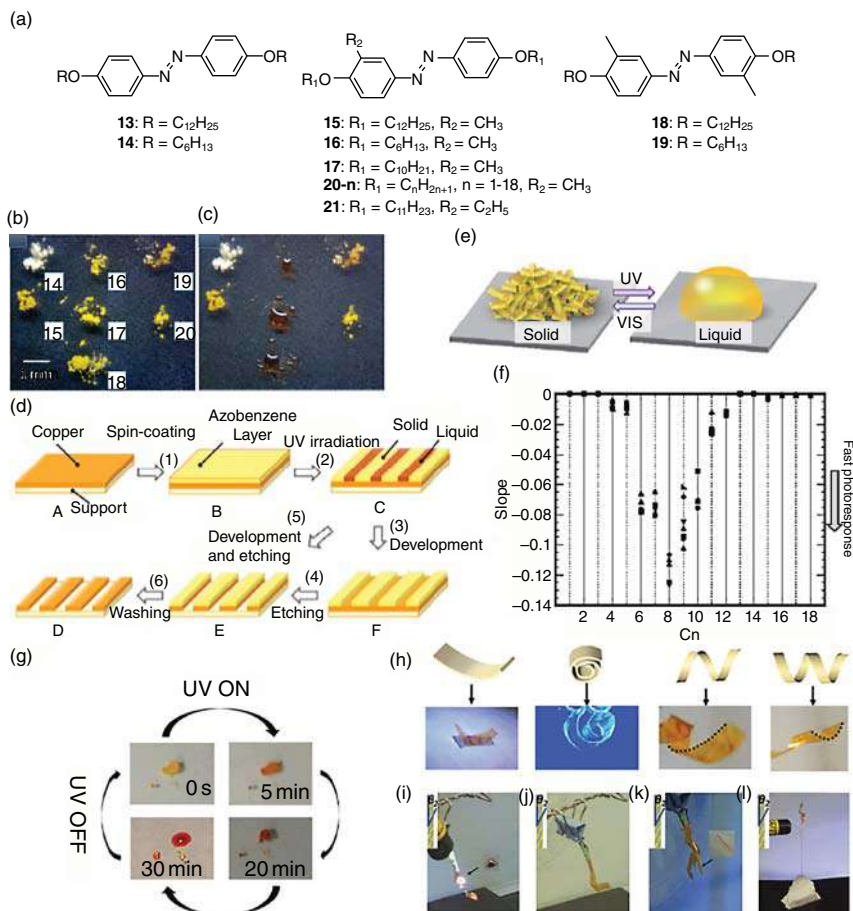 (a)
R₂
OR
RO
N
N
OR₁
R₁O
N
N
OR
RO
N
N
13: R = C₁₂H₂₅
14: R = C₆H₁₃
15: R₁ = C₁₂H₂₅, R₂ = CH₃
16: R₁ = C₆H₁₃, R₂ = CH₃
17: R₁ = C₁₀H₂₁, R₂ = CH₃
20-n: R₁ = CₙH₂ₙ₊₁, n = 1-18, R₂ = CH₃
21: R₁ = C₁₁H₂₃, R₂ = C₂H₅
18: R = C₁₂H₂₅
19: R = C₆H₁₃
(b)
14
16
19
15
17
20
18
(c)
(e)
UV
VIS
Solid
Liquid
(d)
Copper
Spin-coating
Azobenzene
Layer
UV irradiation
Solid
Liquid
(1)
(2)
Support
A
B
C
(5)
Development
and etching
(3)
Development
(6)
Washing
(4)
Etching
D
E
F
(f)
0
−0.02
−0.04
−0.06
−0.08
−0.1
−0.12
−0.14
Slope
2 4 6 8 10 12 14 16 18
Cn
Fast photoresponse
(g)
UV ON
UV OFF
0 s
5 min
30 min
20 min
(h)
(i)
(j)
(k)
(l)